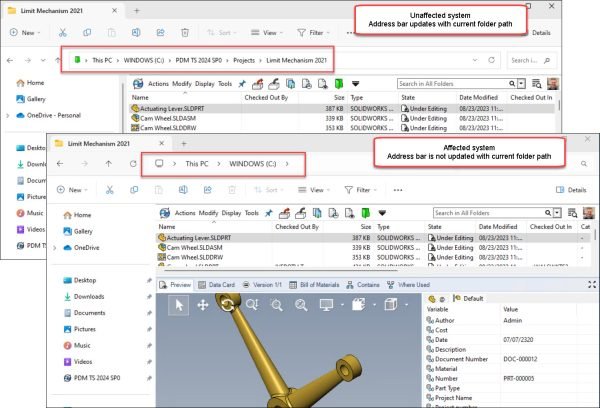 Limit Mechanism 2021
Unaffected system
Address bar updates with current folder path
New
Sort
View
Details
This PC > WINDOWS (C:) > PDM TS 2024 SP0 > Projects > Limit Mechanism 2021
Search i...
Home
Gallery
OneDrive - Personal
Desktop
Downloads
Documents
Pictures
Music
Videos
PDM TS 2024 SP0
Actions Modify Display Tools
Search in All Folders
Name Checked Out By Size Type State Date Modified Checked Out In
Actuating Lever.SLDPRT 387 KB SOLIDWORKS ... Under Editing 08/23/2023 11:...
Cam Wheel.SLDASM 339 KB SOLIDWORKS ... Under Editing 08/23/2023 11:...
Cam Wheel.SLDDRW 353 KB SOLIDWORKS ... Under Editing 08/23/2023 11:...
Limit Mechanism 2021
Affected system
Address bar is not updated with current folder path
This PC > WINDOWS (C:) >
New
Sort
View
Filter
Details
Home
Gallery
OneDrive
Desktop
Downloads
Documents
Pictures
Music
Videos
PDM TS 2024 SP0
Actions Modify Display Tools
Search in All Folders
Name Checked Out By Size Type State Date Modified Checked Out In Cat
Actuating Lever.SLDPRT 387 KB SOLIDWORKS ... Under Editing 08/23/2023 11:... -
Cam Wheel.SLDASM 339 KB SOLIDWORKS ... Under Editing 08/23/2023 11:... -
Cam Wheel.SLDDRW 353 KB SOLIDWORKS ... Under Editing 08/23/2023 11:... -
Preview Data Card Version 1/1 Bill of Materials Contains Where Used
@ Default
Variable Value
Author Admin
Cost
Date 07/07/2320
Description
Document Number DOC-000012
Material
Number PRT-000005
Part Type
Project Name
Project number